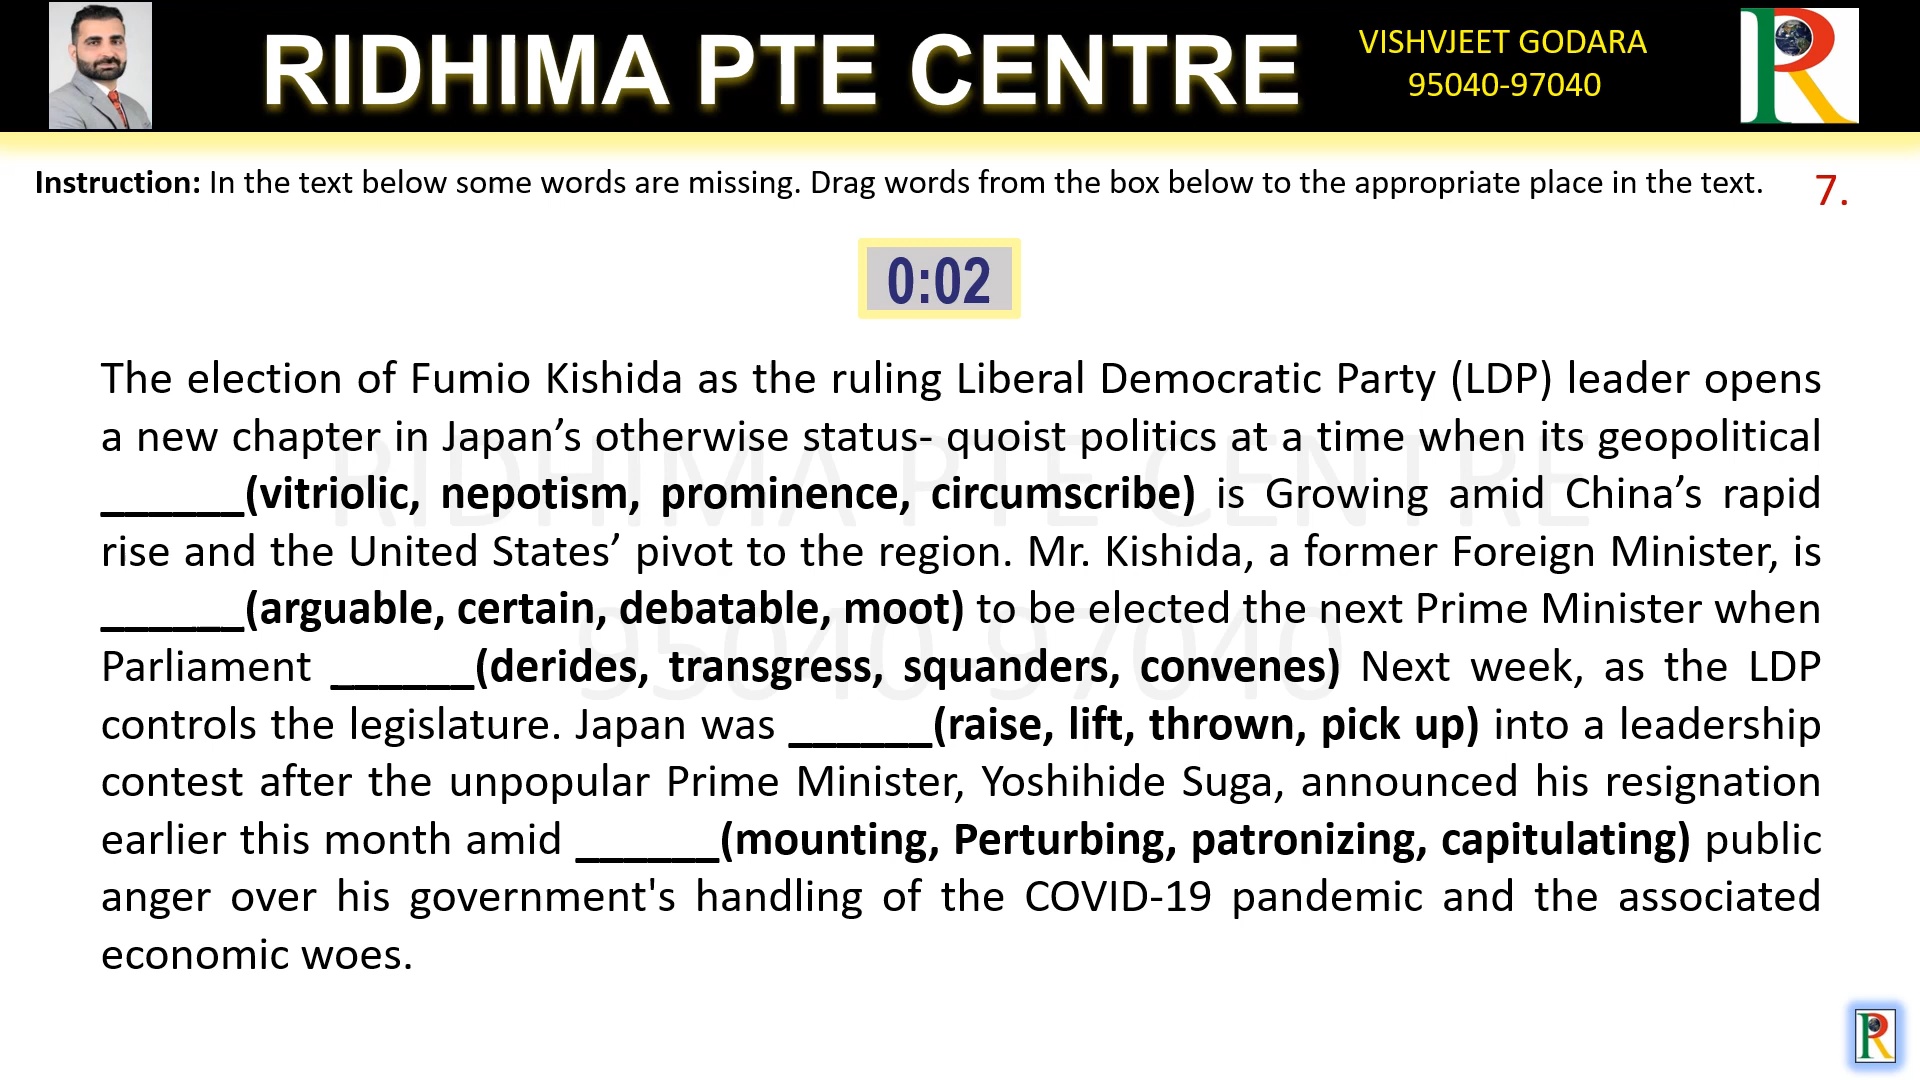 RIDHIMA PTE CENTRE
VISHVJEET GODARA
95040-97040
Instruction: In the text below some words are missing. Drag words from the box below to the appropriate place in the text.
7.
0:02
The election of Fumio Kishida as the ruling Liberal Democratic Party (LDP) leader opens
a new chapter in Japan’s otherwise status- quoist politics at a time when its geopolitical
______(vitriolic, nepotism, prominence, circumscribe) is Growing amid China’s rapid
rise and the United States’ pivot to the region. Mr. Kishida, a former Foreign Minister, is
______(arguable, certain, debatable, moot) to be elected the next Prime Minister when
Parliament ______(derides, transgress, squanders, convenes) Next week, as the LDP
controls the legislature. Japan was ______(raise, lift, thrown, pick up) into a leadership
contest after the unpopular Prime Minister, Yoshihide Suga, announced his resignation
earlier this month amid ______(mounting, Perturbing, patronizing, capitulating) public
anger over his government's handling of the COVID-19 pandemic and the associated
economic woes.
RIDHIMA PTE CENTRE
95040-97040